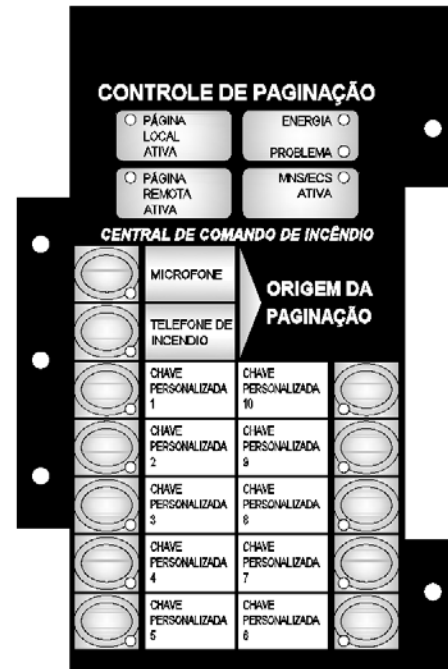 CONTROLE DE PAGINAÇÃO
PÁGINA
LOCAL
ATIVA
ENERGIA
PROBLEMA
PÁGINA
REMOTA
ATIVA
MNS/ECS
ATIVA
CENTRAL DE COMANDO DE INCÊNDIO
MICROFONE
TELEFONE DE
INCENDIO
ORIGEM DA
PAGINAÇÃO
CHAVE
PERSONALIZADA
1
CHAVE
PERSONALIZADA
10
CHAVE
PERSONALIZADA
2
CHAVE
PERSONALIZADA
9
CHAVE
PERSONALIZADA
3
CHAVE
PERSONALIZADA
8
CHAVE
PERSONALIZADA
4
CHAVE
PERSONALIZADA
7
CHAVE
PERSONALIZADA
5
CHAVE
PERSONALIZADA
6